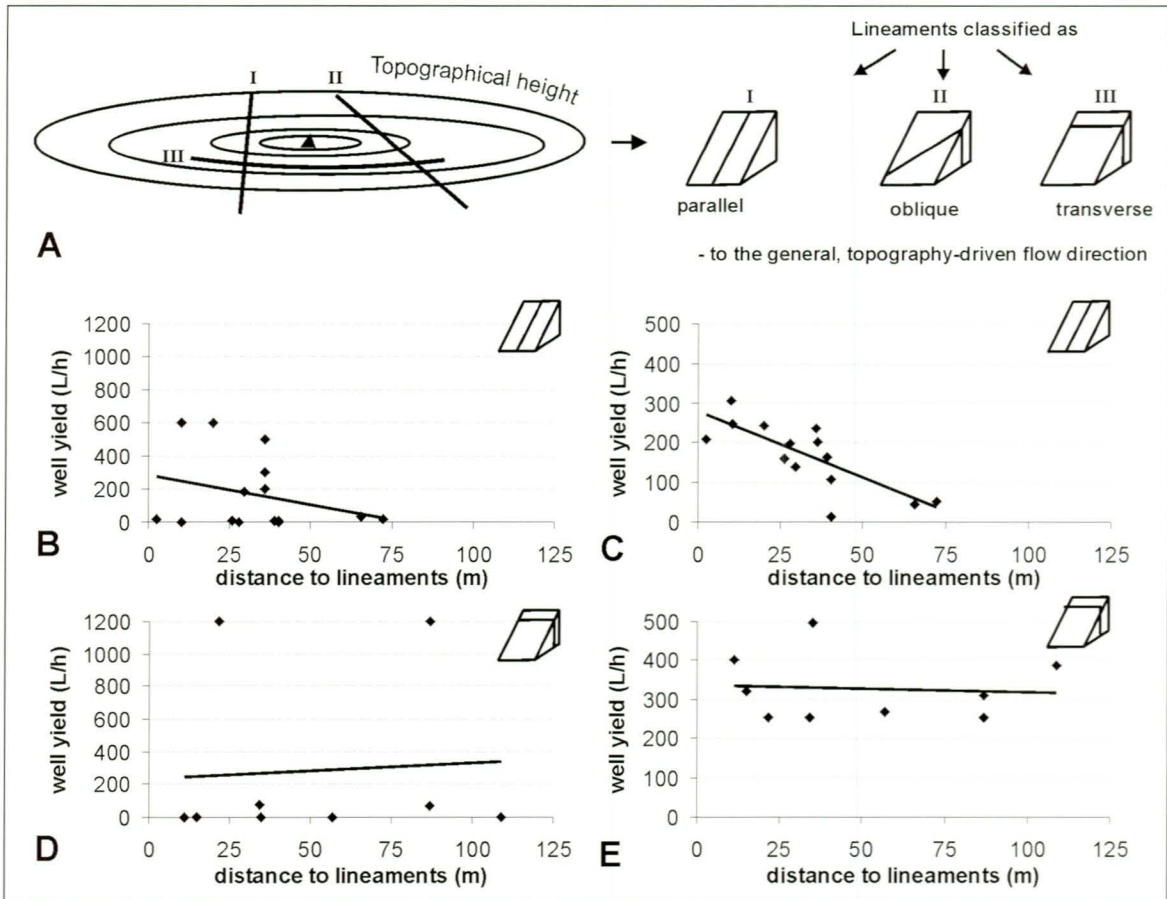 Lineaments classified as
I II Topographical height
III
I II III
parallel oblique transverse
A
- to the general, topography-driven flow direction
1200
1000
800
600
400
200
0
well yield (L/h)
0 25 50 75 100 125
B
distance to lineaments (m)
500
400
300
200
100
0
well yield (L/h)
0 25 50 75 100 125
C
distance to lineaments (m)
1200
1000
800
600
400
200
0
well yield (L/h)
0 25 50 75 100 125
D
distance to lineaments (m)
500
400
300
200
100
0
well yield (L/h)
0 25 50 75 100 125
E
distance to lineaments (m)